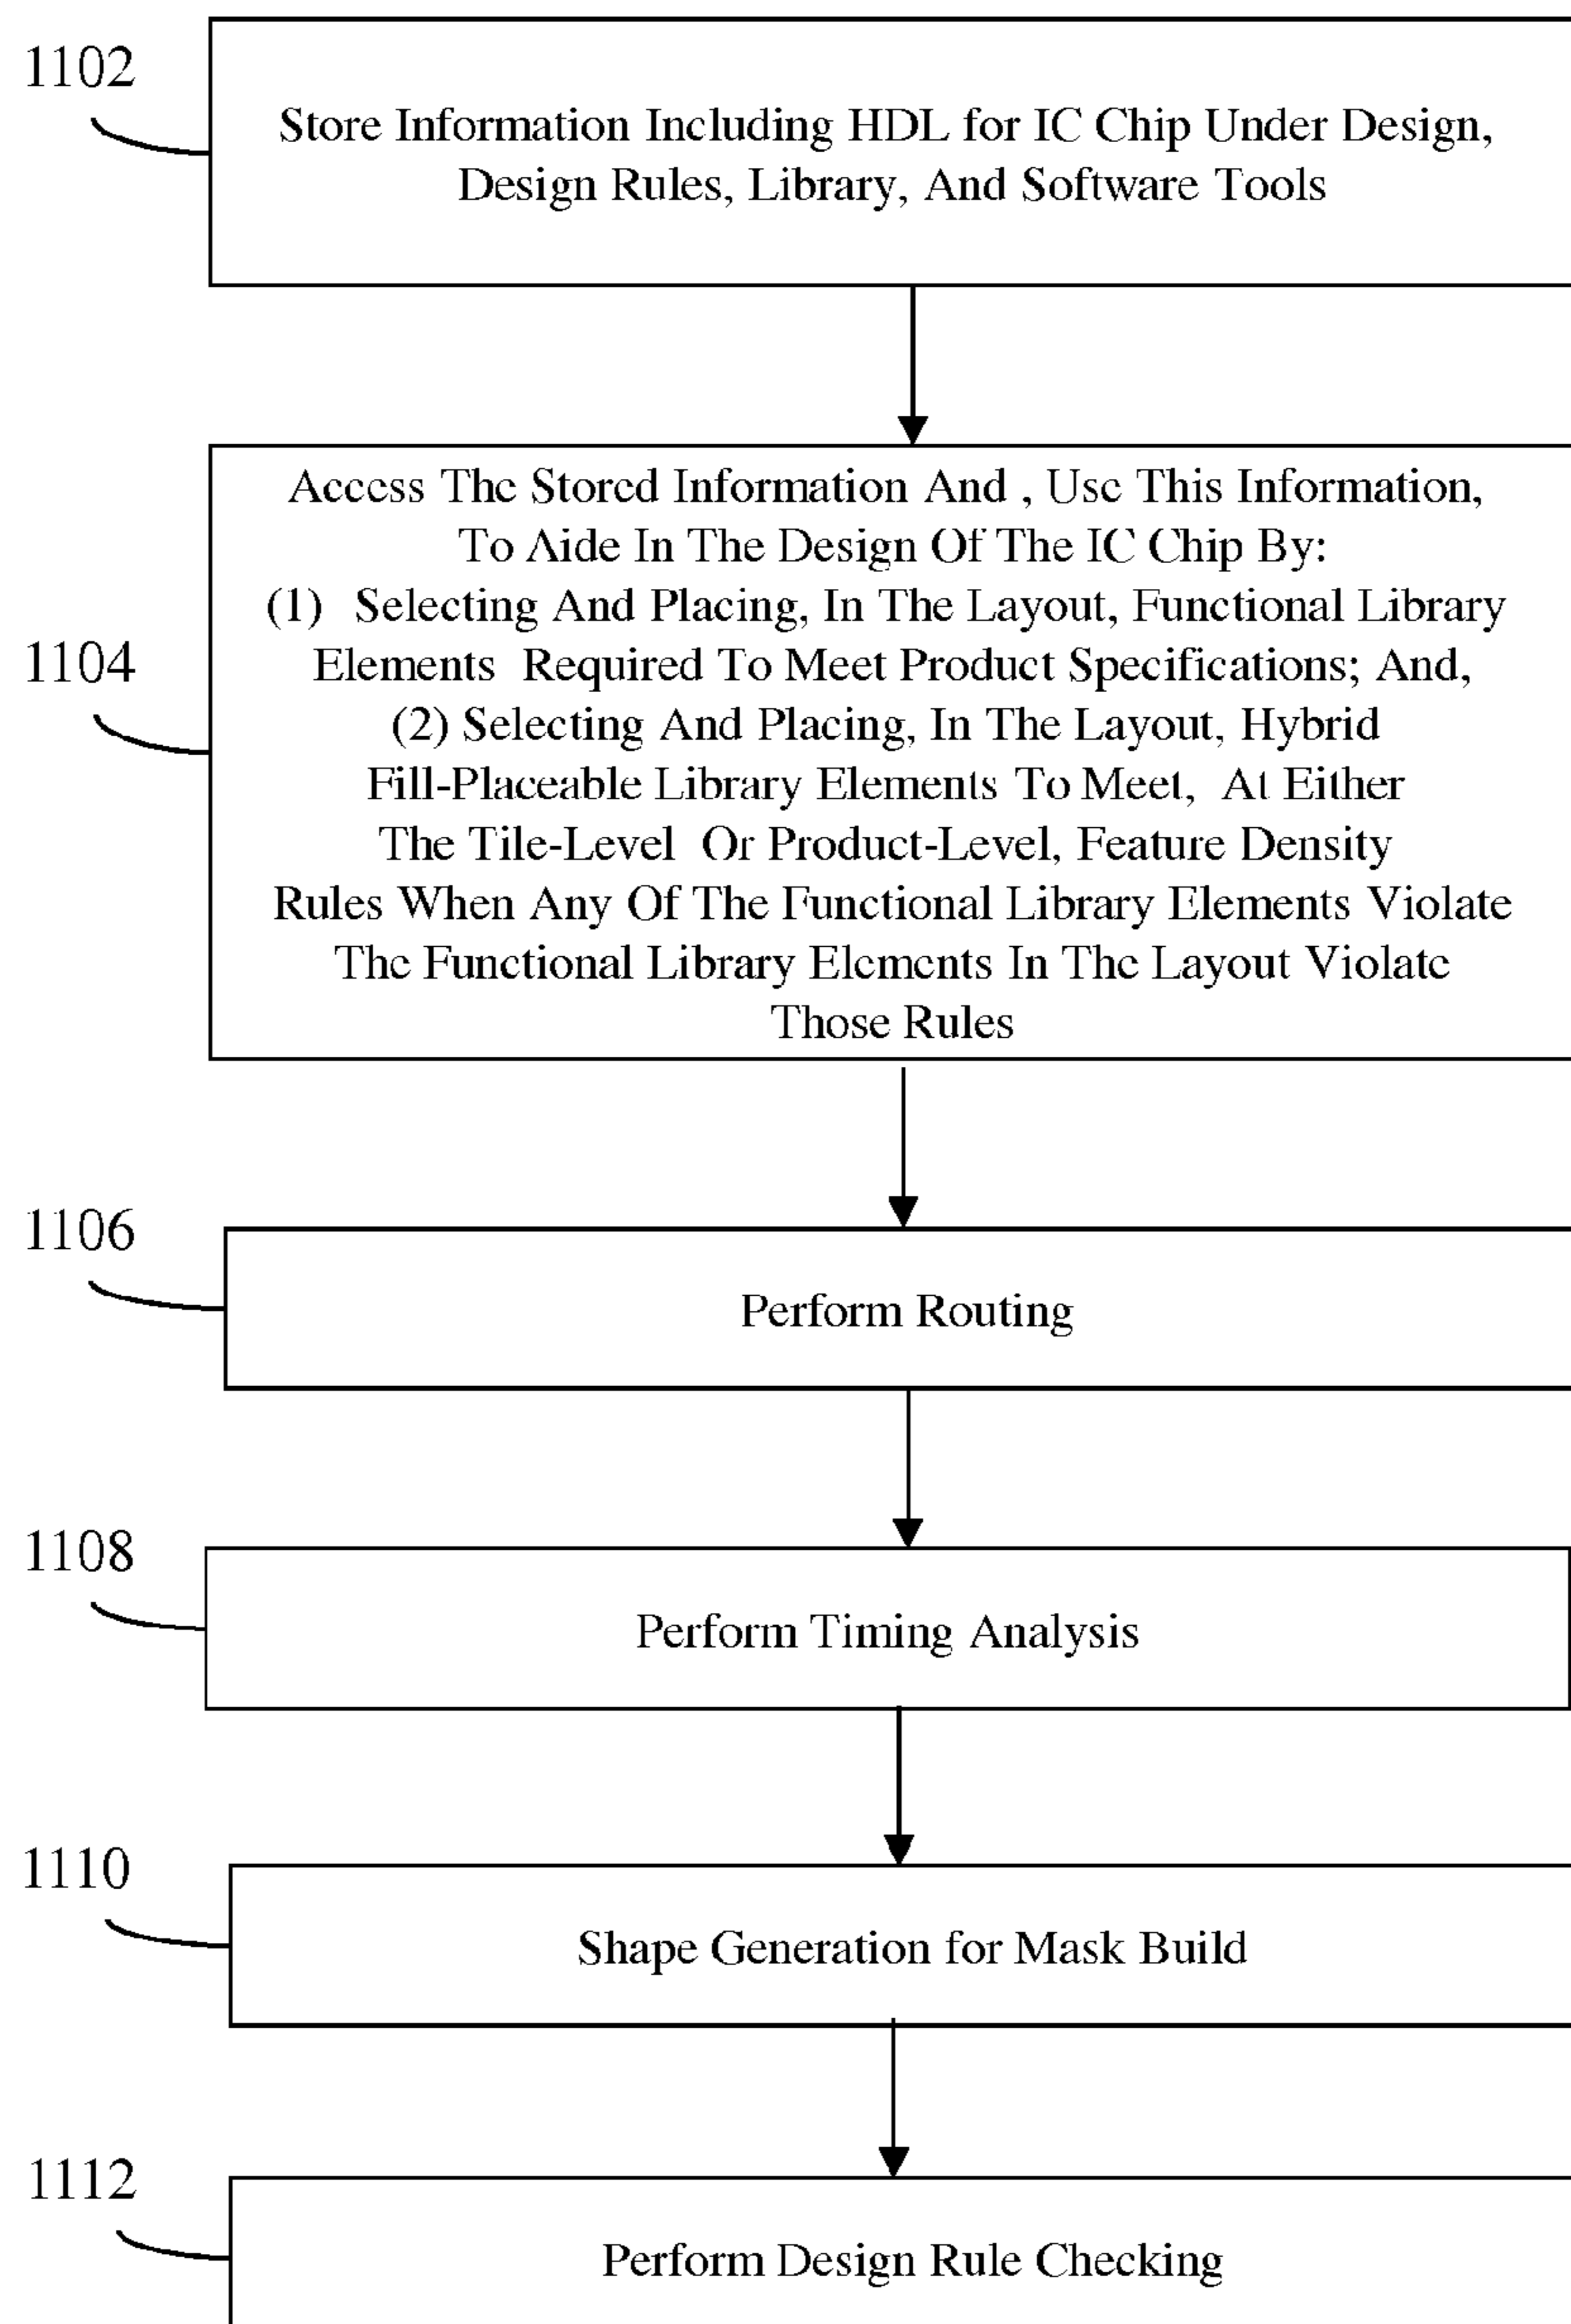 1102
Store Information Including HDL for IC Chip Under Design,
Design Rules, Library, And Software Tools
1104
Access The Stored Information And , Use This Information,
To Aide In The Design Of The IC Chip By:
(1) Selecting And Placing, In The Layout, Functional Library
Elements Required To Meet Product Specifications; And,
(2) Selecting And Placing, In The Layout, Hybrid
Fill-Placeable Library Elements To Meet, At Either
The Tile-Level Or Product-Level, Feature Density
Rules When Any Of The Functional Library Elements Violate
The Functional Library Elements In The Layout Violate
Those Rules
1106
Perform Routing
1108
Perform Timing Analysis
1110
Shape Generation for Mask Build
1112
Perform Design Rule Checking